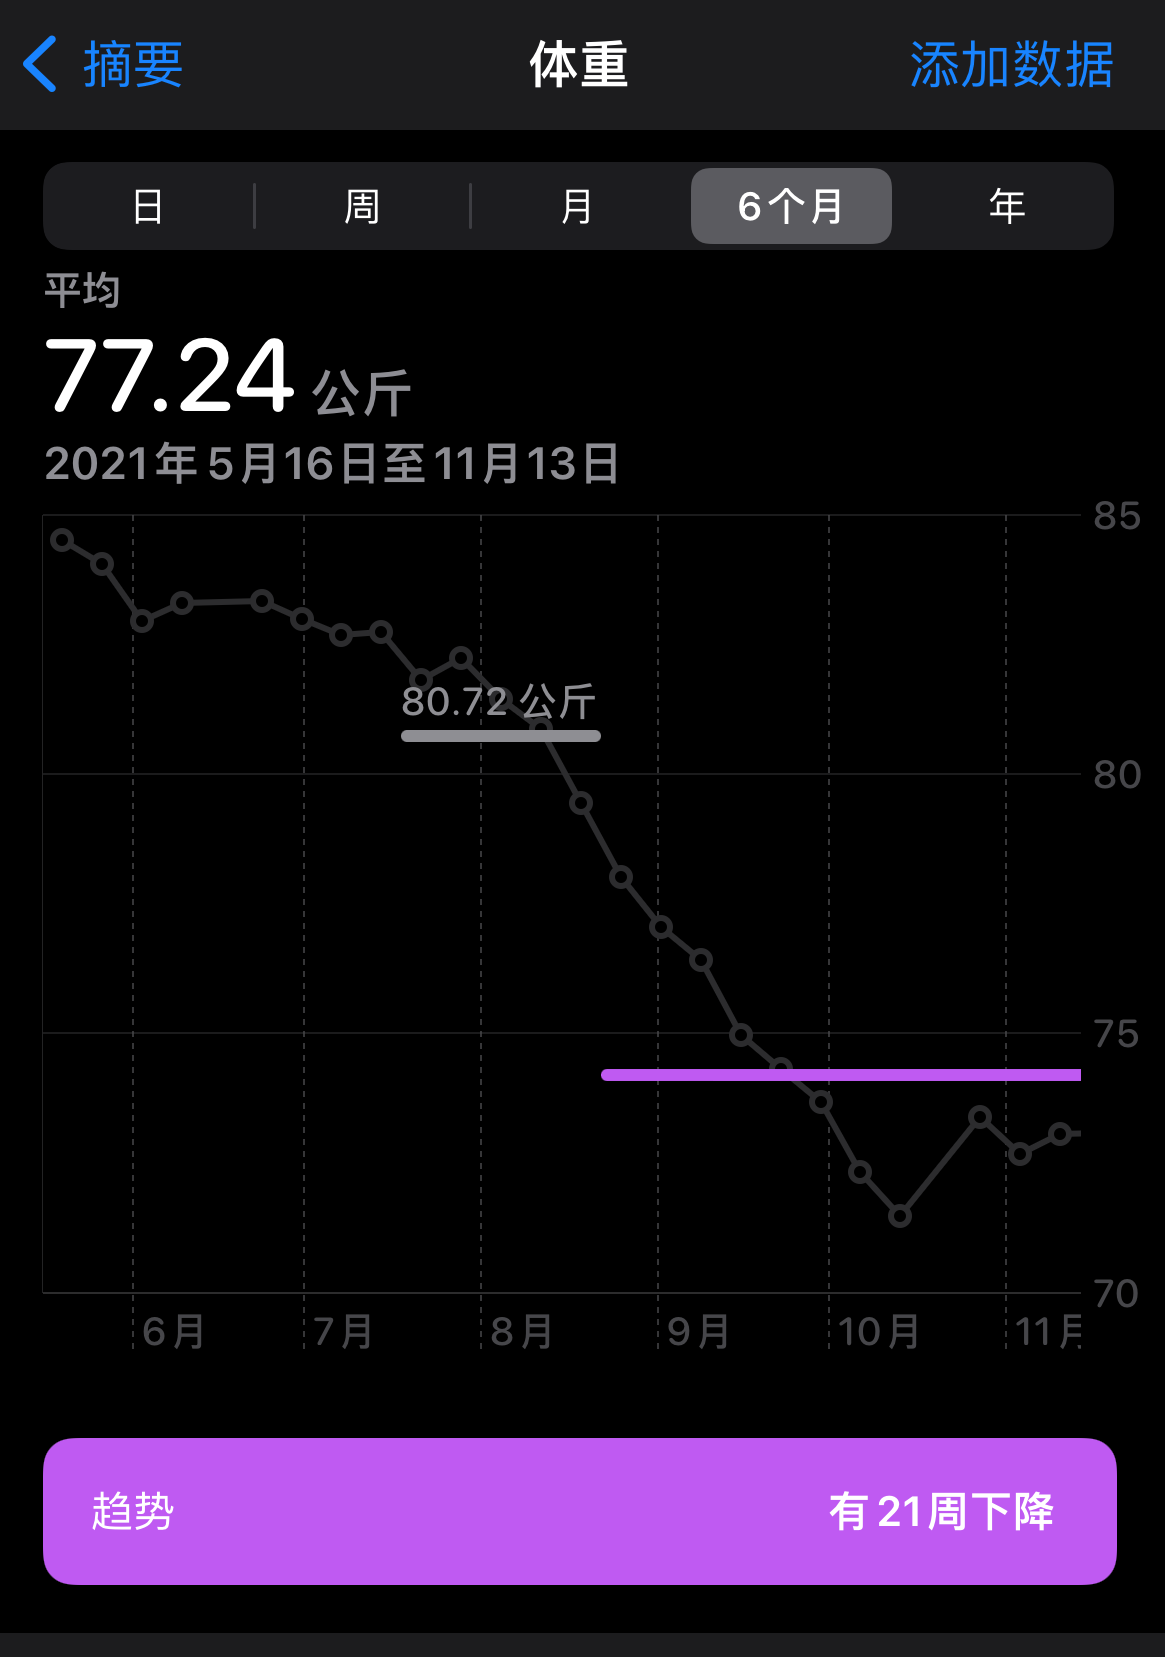 摘要 体重 添加数据
日 周 月 6个月 年
平均
77.24 公斤
2021年5月16日至11月13日
85
80.72 公斤
80
75
70
6月 7月 8月 9月 10月 11月
趋势 有21周下降